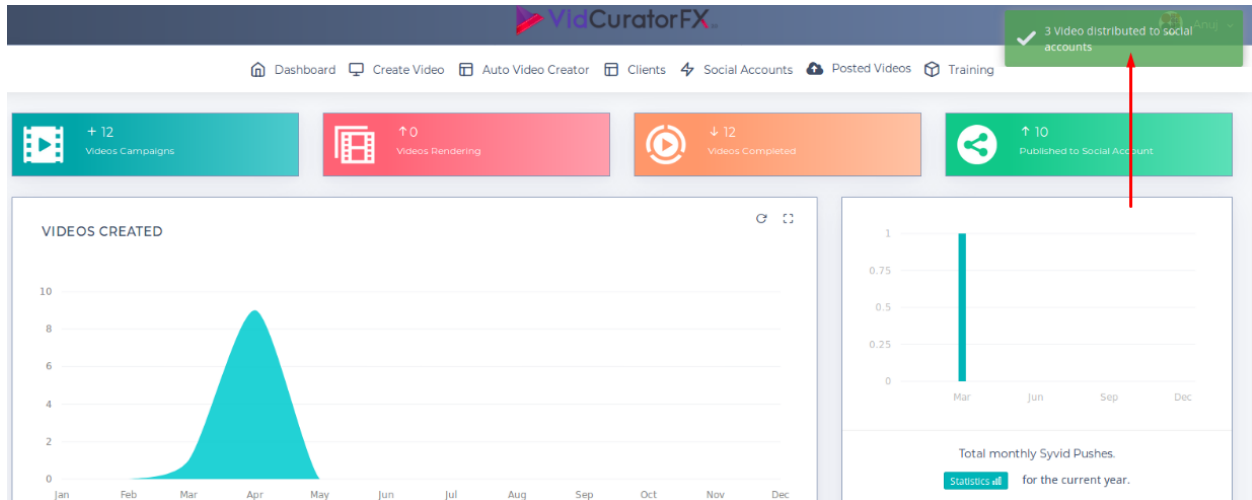 VidCuratorFX
Anuj
3 Video distributed to social
accounts
Dashboard Create Video Auto Video Creator Clients Social Accounts Posted Videos Training
+ 12
Videos Campaigns
↑ 0
Videos Rendering
↓ 12
Videos Completed
↑ 10
Published to Social Account
VIDEOS CREATED
10
8
6
4
2
0
Jan Feb Mar Apr May Jun Jul Aug Sep Oct Nov Dec
1
0.75
0.5
0.25
0
Mar Jun Sep Dec
Total monthly Syvid Pushes.
Statistics for the current year.